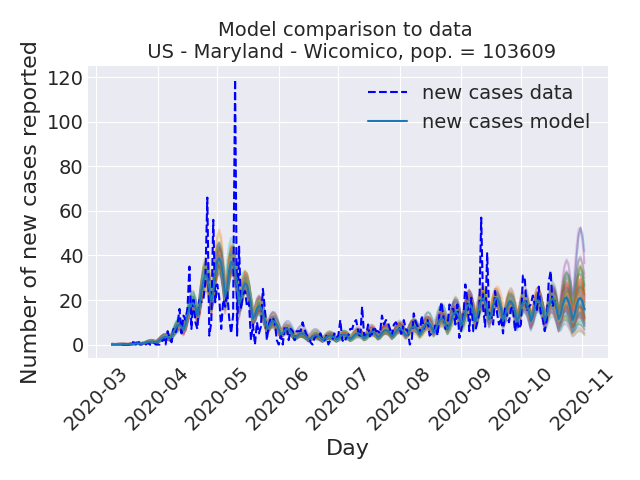 Model comparison to data
US - Maryland - Wicomico, pop. = 103609
Number of new cases reported
120
100
80
60
40
20
0
new cases data
new cases model
2020-03
2020-04
2020-05
2020-06
2020-07
2020-08
2020-09
2020-10
2020-11
Day